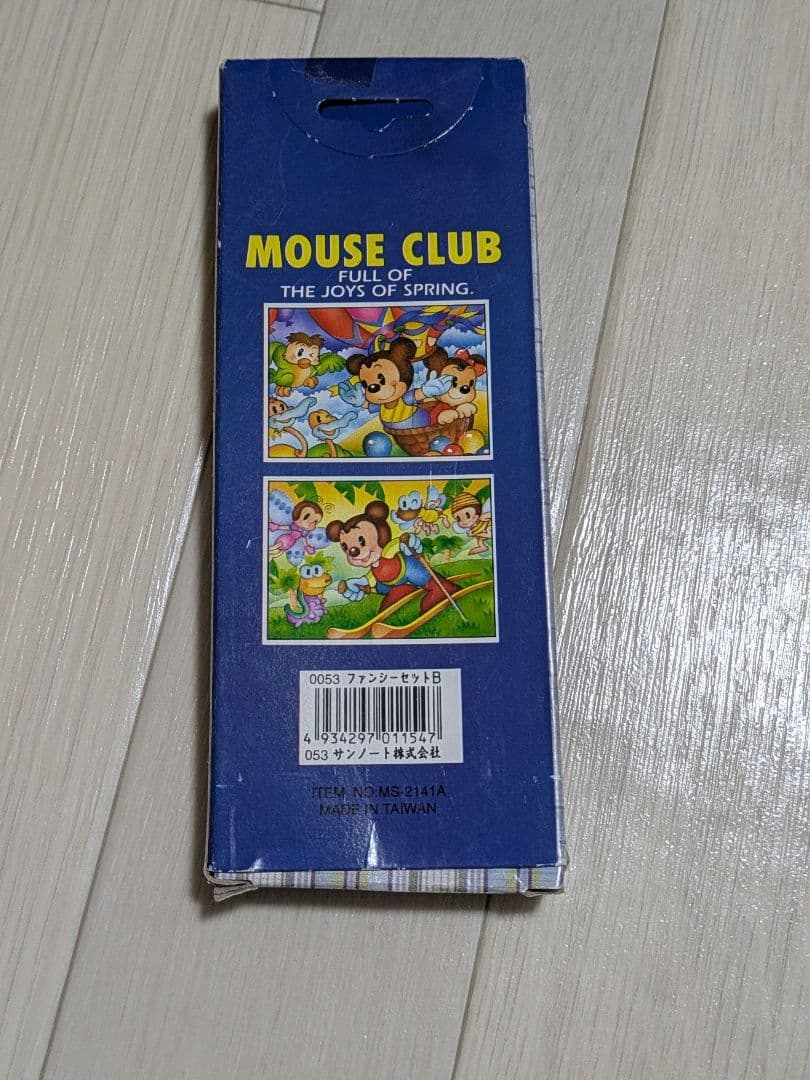 MOUSE CLUB
FULL OF
THE JOYS OF SPRING.
0053 ファンシーセットB
4 934297 011547
053 サンノート株式会社
ITEM NO:MS-2141A
MADE IN TAIWAN